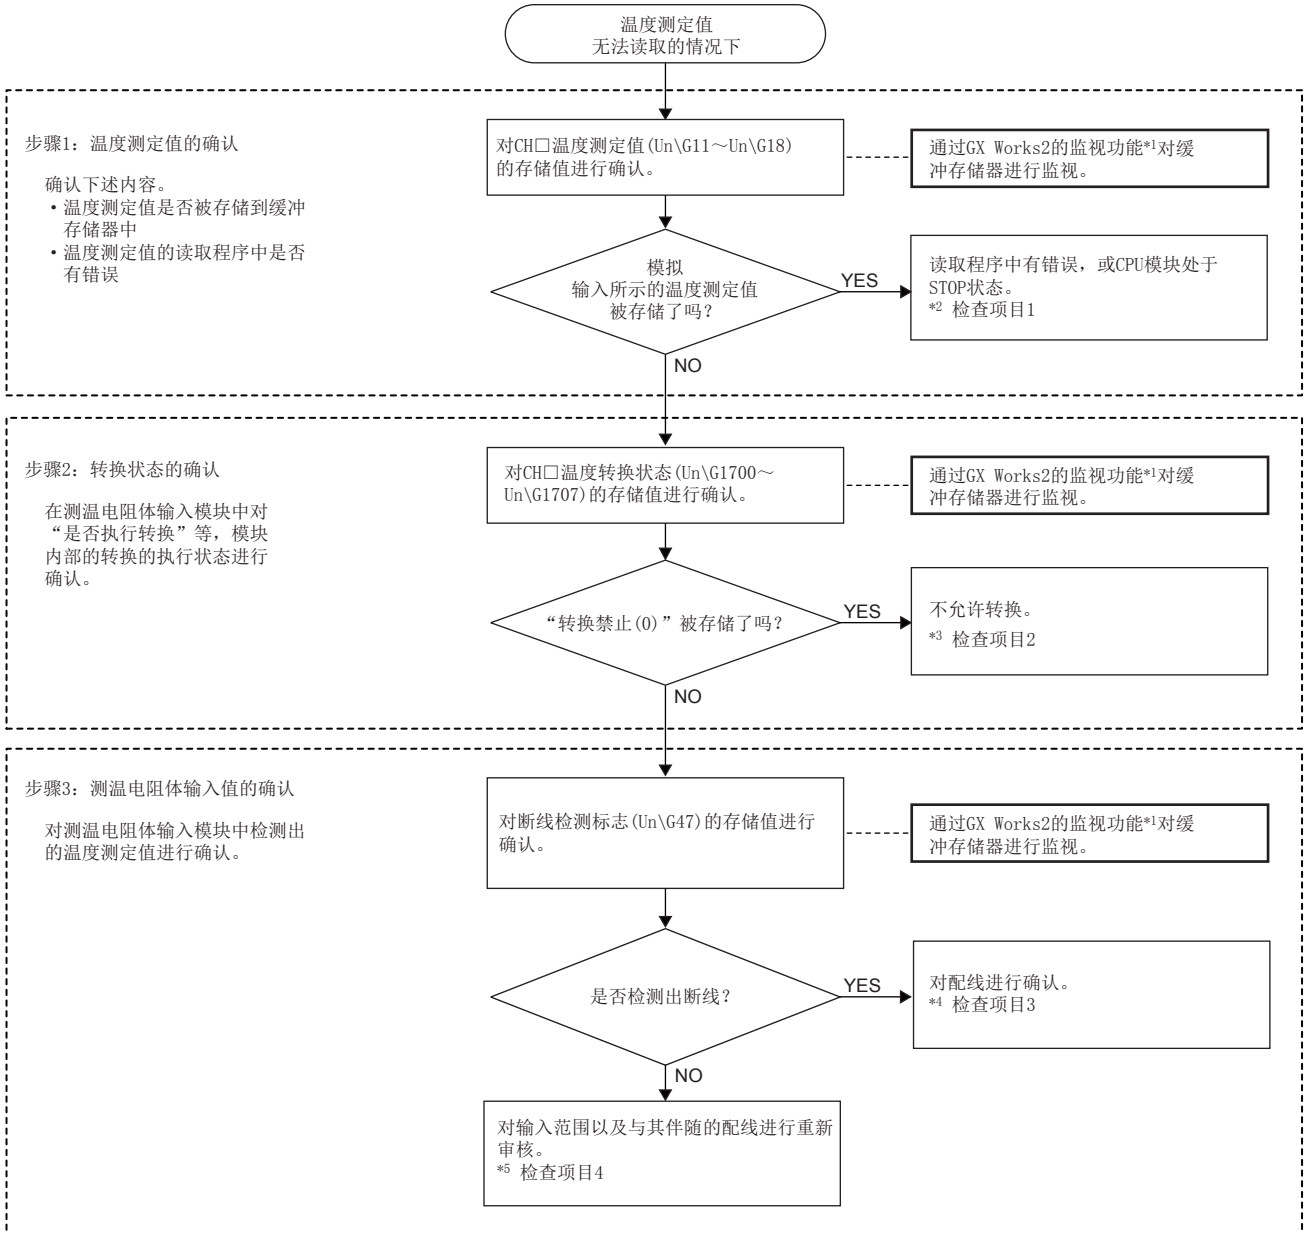 温度测定值
无法读取的情况下
步骤1：温度测定值的确认
确认下述内容。
・温度测定值是否被存储到缓冲
存储器中
・温度测定值的读取程序中是否
有错误
对CH□温度测定值(Un\G11～Un\G18)
的存储值进行确认。
通过GX Works2的监视功能*1对缓
冲存储器进行监视。
模拟
输入所示的温度测定值
被存储了吗？
YES
读取程序中有错误，或CPU模块处于
STOP状态。
*2 检查项目1
NO
步骤2：转换状态的确认
在测温电阻体输入模块中对
“是否执行转换”等，模块
内部的转换的执行状态进行
确认。
对CH□温度转换状态(Un\G1700～
Un\G1707)的存储值进行确认。
通过GX Works2的监视功能*1对缓
冲存储器进行监视。
“转换禁止(0)”被存储了吗？
YES
不允许转换。
*3 检查项目2
NO
步骤3：测温电阻体输入值的确认
对测温电阻体输入模块中检测出
的温度测定值进行确认。
对断线检测标志(Un\G47)的存储值进行
确认。
通过GX Works2的监视功能*1对缓
冲存储器进行监视。
是否检测出断线？
YES
对配线进行确认。
*4 检查项目3
NO
对输入范围以及与其伴随的配线进行重新
审核。
*5 检查项目4